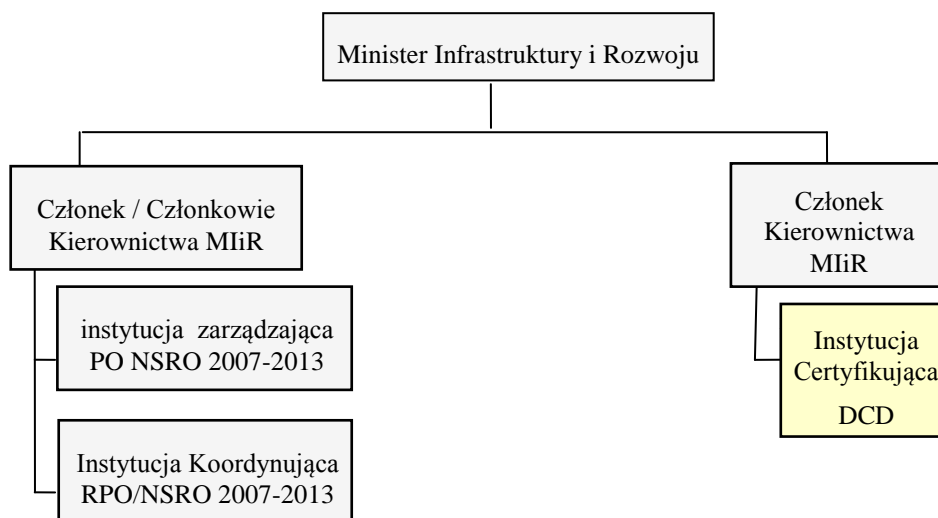 Minister Infrastruktury i Rozwoju
Członek / Członkowie
Kierownictwa MIiR
instytucja zarządzająca
PO NSRO 2007-2013
Instytucja Koordynująca
RPO/NSRO 2007-2013
Członek
Kierownictwa
MIiR
Instytucja
Certyfikująca
DCD